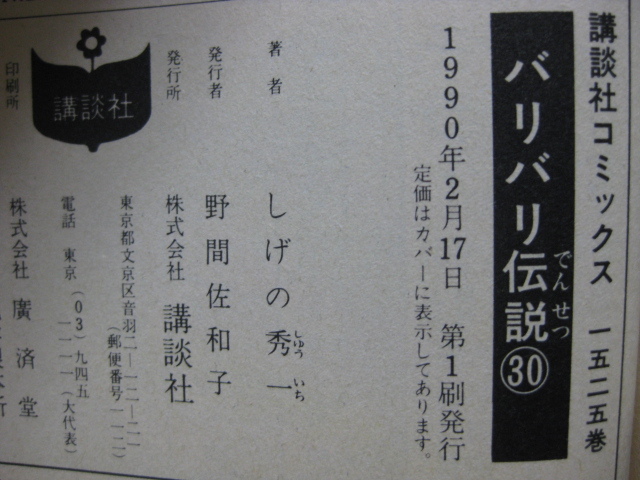 講談社コミックス 一五二五巻
バリバリ伝説㉚
でんせつ
1990年2月17日 第1刷発行
定価はカバーに表示してあります。
著者 しげの秀一
しゅういち
発行者 野間佐和子
発行所 株式会社 講談社
東京都文京区音羽二―一二―二一
(郵便番号 一一二)
電話 東京(03)九四五
一一一一(大代表)
講談社
印刷所 株式会社 廣済堂